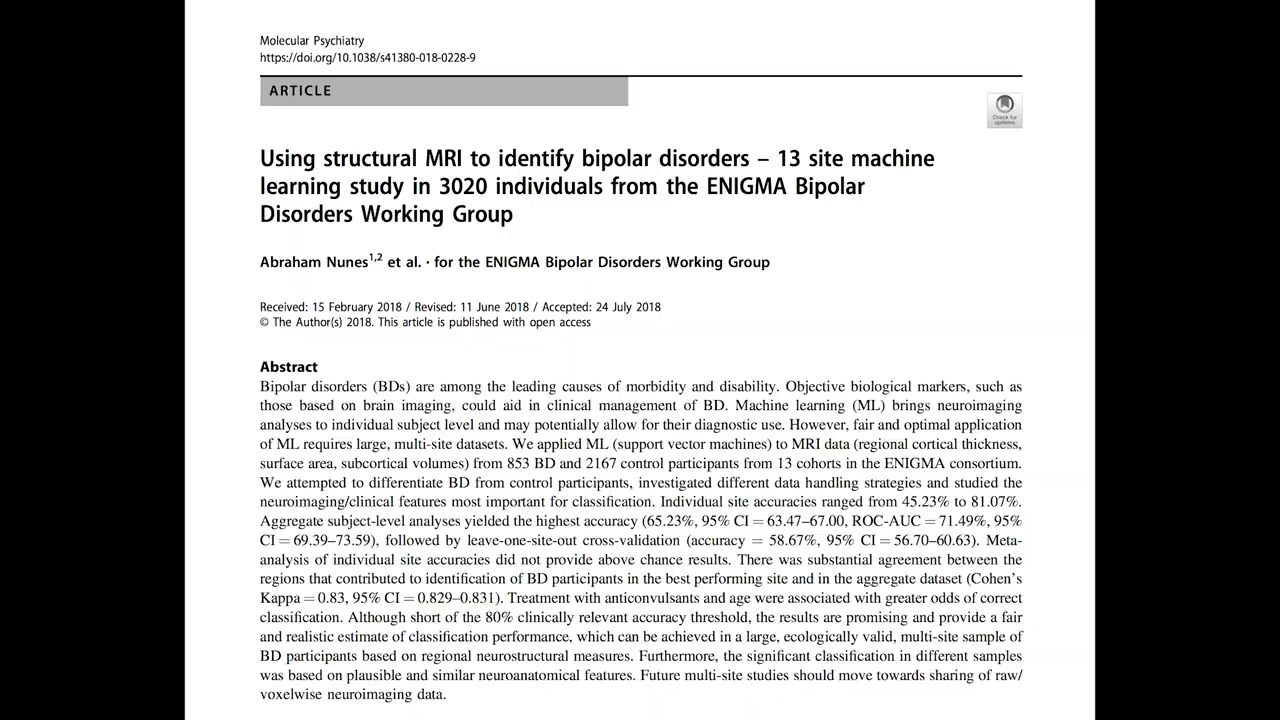 Molecular Psychiatry
https://doi.org/10.1038/s41380-018-0228-9
ARTICLE
Check for
updates
Using structural MRI to identify bipolar disorders – 13 site machine
learning study in 3020 individuals from the ENIGMA Bipolar
Disorders Working Group
Abraham Nunes1,2 et al. · for the ENIGMA Bipolar Disorders Working Group
Received: 15 February 2018 / Revised: 11 June 2018 / Accepted: 24 July 2018
© The Author(s) 2018. This article is published with open access
Abstract
Bipolar disorders (BDs) are among the leading causes of morbidity and disability. Objective biological markers, such as
those based on brain imaging, could aid in clinical management of BD. Machine learning (ML) brings neuroimaging
analyses to individual subject level and may potentially allow for their diagnostic use. However, fair and optimal application
of ML requires large, multi-site datasets. We applied ML (support vector machines) to MRI data (regional cortical thickness,
surface area, subcortical volumes) from 853 BD and 2167 control participants from 13 cohorts in the ENIGMA consortium.
We attempted to differentiate BD from control participants, investigated different data handling strategies and studied the
neuroimaging/clinical features most important for classification. Individual site accuracies ranged from 45.23% to 81.07%.
Aggregate subject-level analyses yielded the highest accuracy (65.23%, 95% CI = 63.47–67.00, ROC-AUC = 71.49%, 95%
CI = 69.39–73.59), followed by leave-one-site-out cross-validation (accuracy = 58.67%, 95% CI = 56.70–60.63). Meta-
analysis of individual site accuracies did not provide above chance results. There was substantial agreement between the
regions that contributed to identification of BD participants in the best performing site and in the aggregate dataset (Cohen's
Kappa = 0.83, 95% CI = 0.829–0.831). Treatment with anticonvulsants and age were associated with greater odds of correct
classification. Although short of the 80% clinically relevant accuracy threshold, the results are promising and provide a fair
and realistic estimate of classification performance, which can be achieved in a large, ecologically valid, multi-site sample of
BD participants based on regional neurostructural measures. Furthermore, the significant classification in different samples
was based on plausible and similar neuroanatomical features. Future multi-site studies should move towards sharing of raw/
voxelwise neuroimaging data.